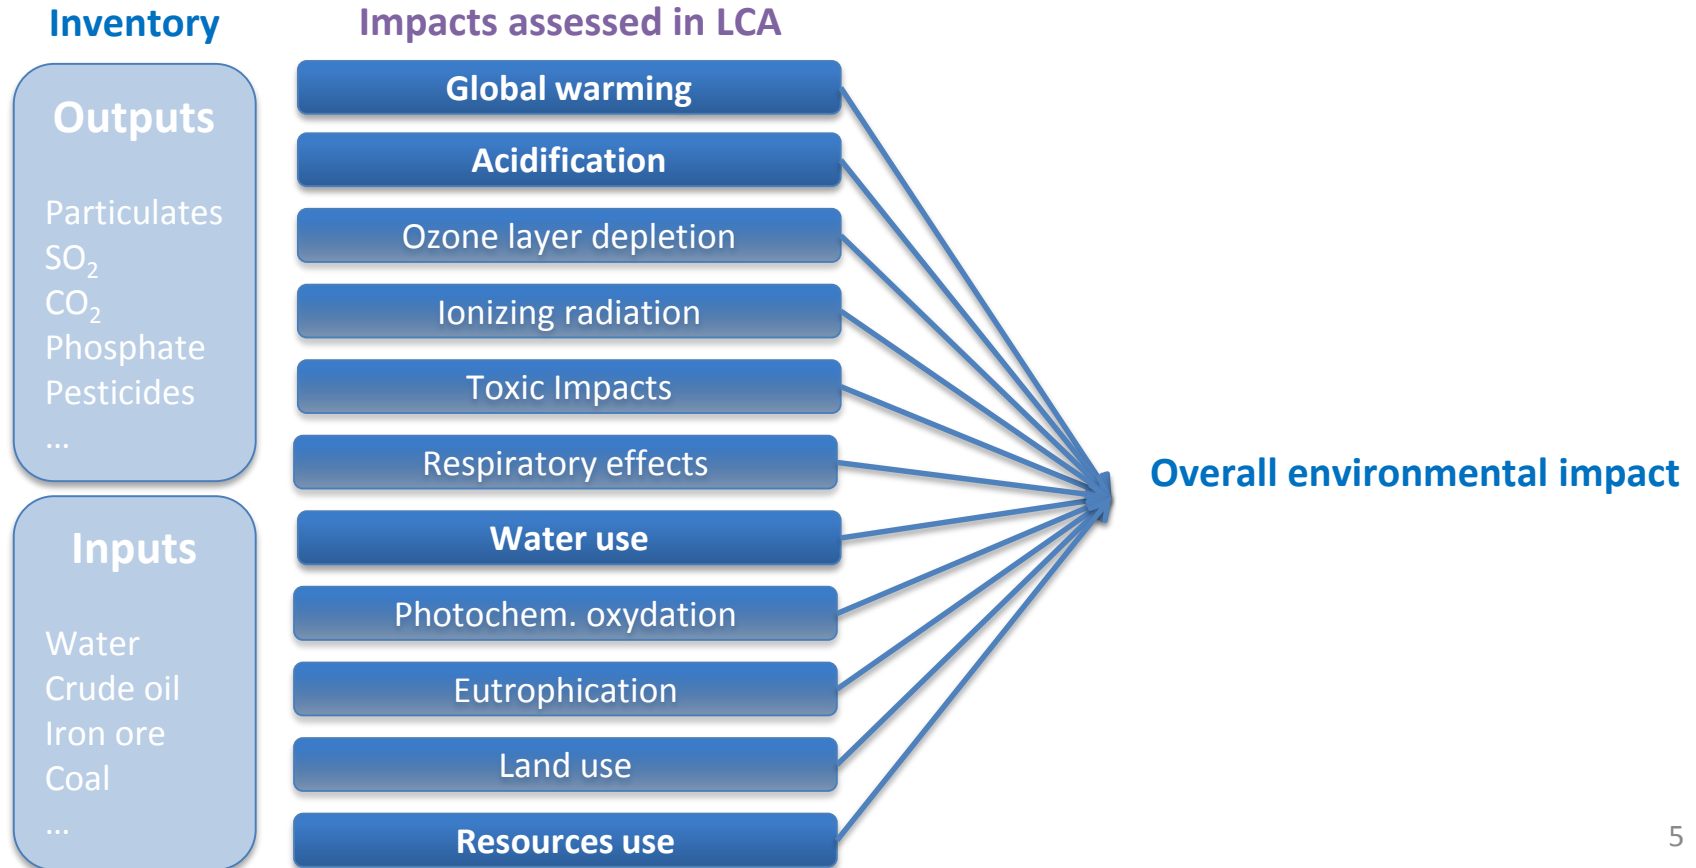 Inventory
Impacts assessed in LCA
Outputs
Particulates
SO₂
CO₂
Phosphate
Pesticides
...
Inputs
Water
Crude oil
Iron ore
Coal
...
Global warming
Acidification
Ozone layer depletion
Ionizing radiation
Toxic Impacts
Respiratory effects
Water use
Photochem. oxydation
Eutrophication
Land use
Resources use
Overall environmental impact
5